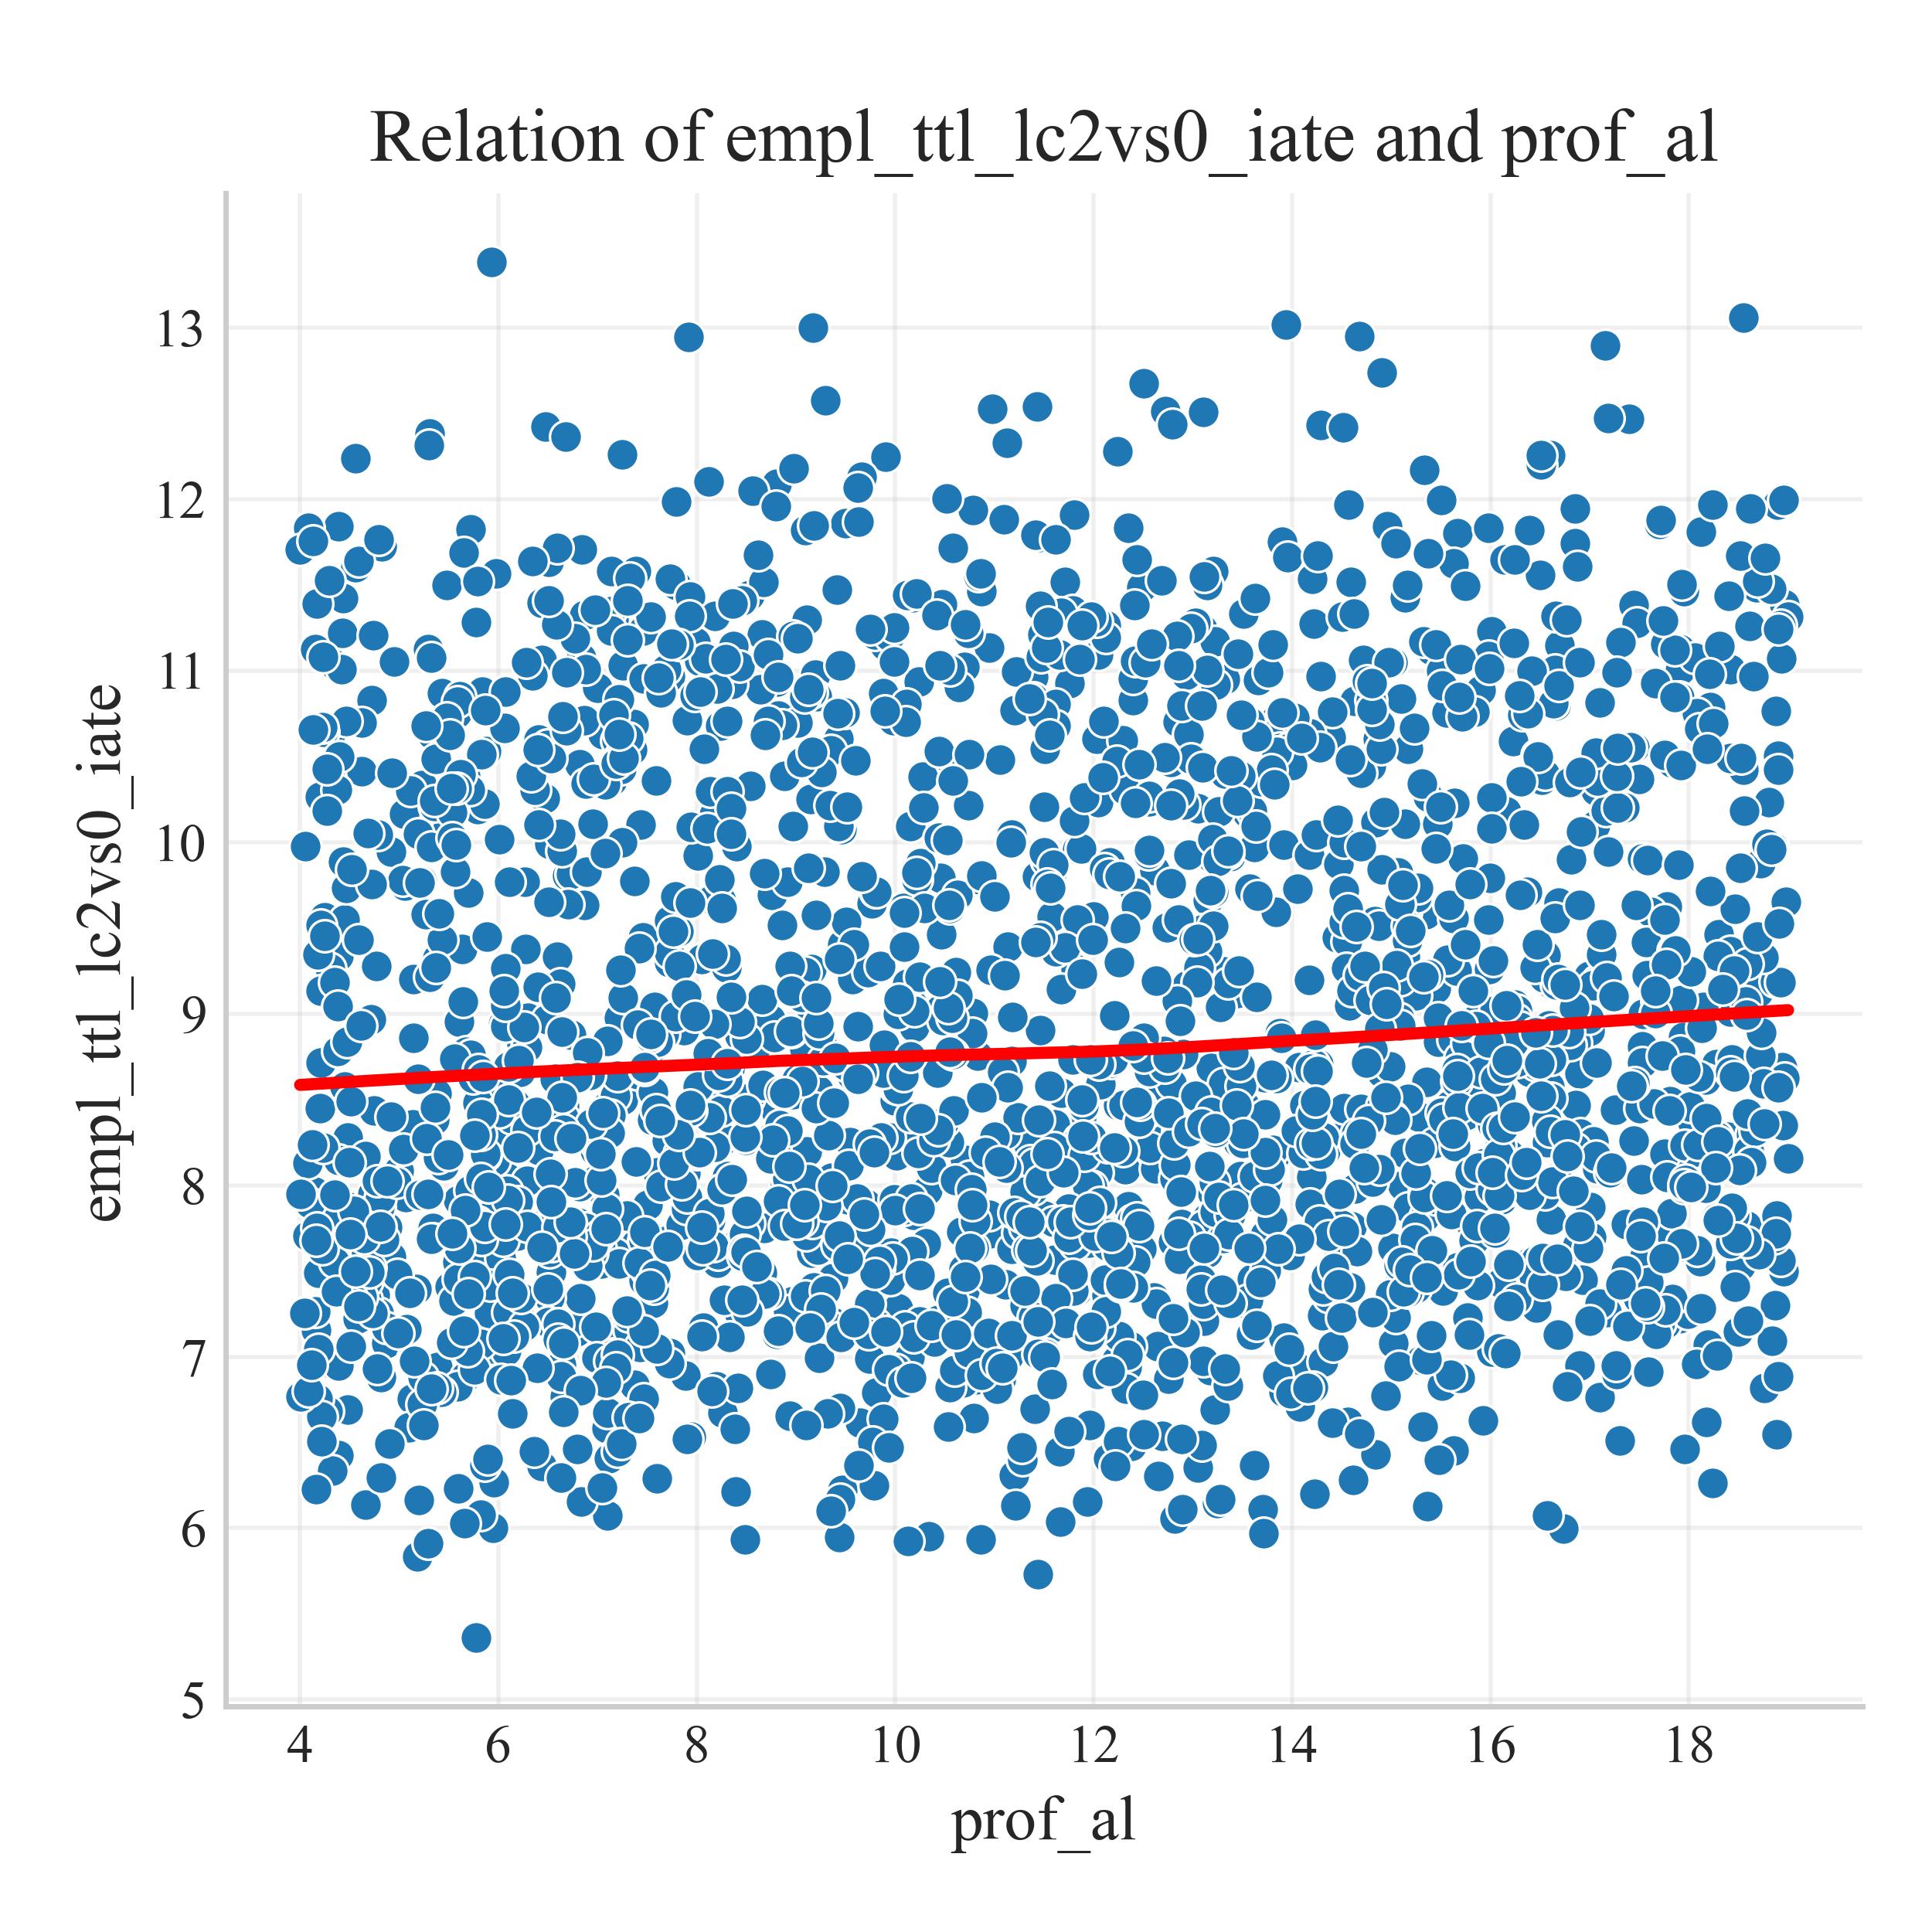 Relation of empl_ttl_lc2vs0_iate and prof_al
empl_ttl_lc2vs0_iate
13
12
11
10
9
8
7
6
5
4 6 8 10 12 14 16 18
prof_al